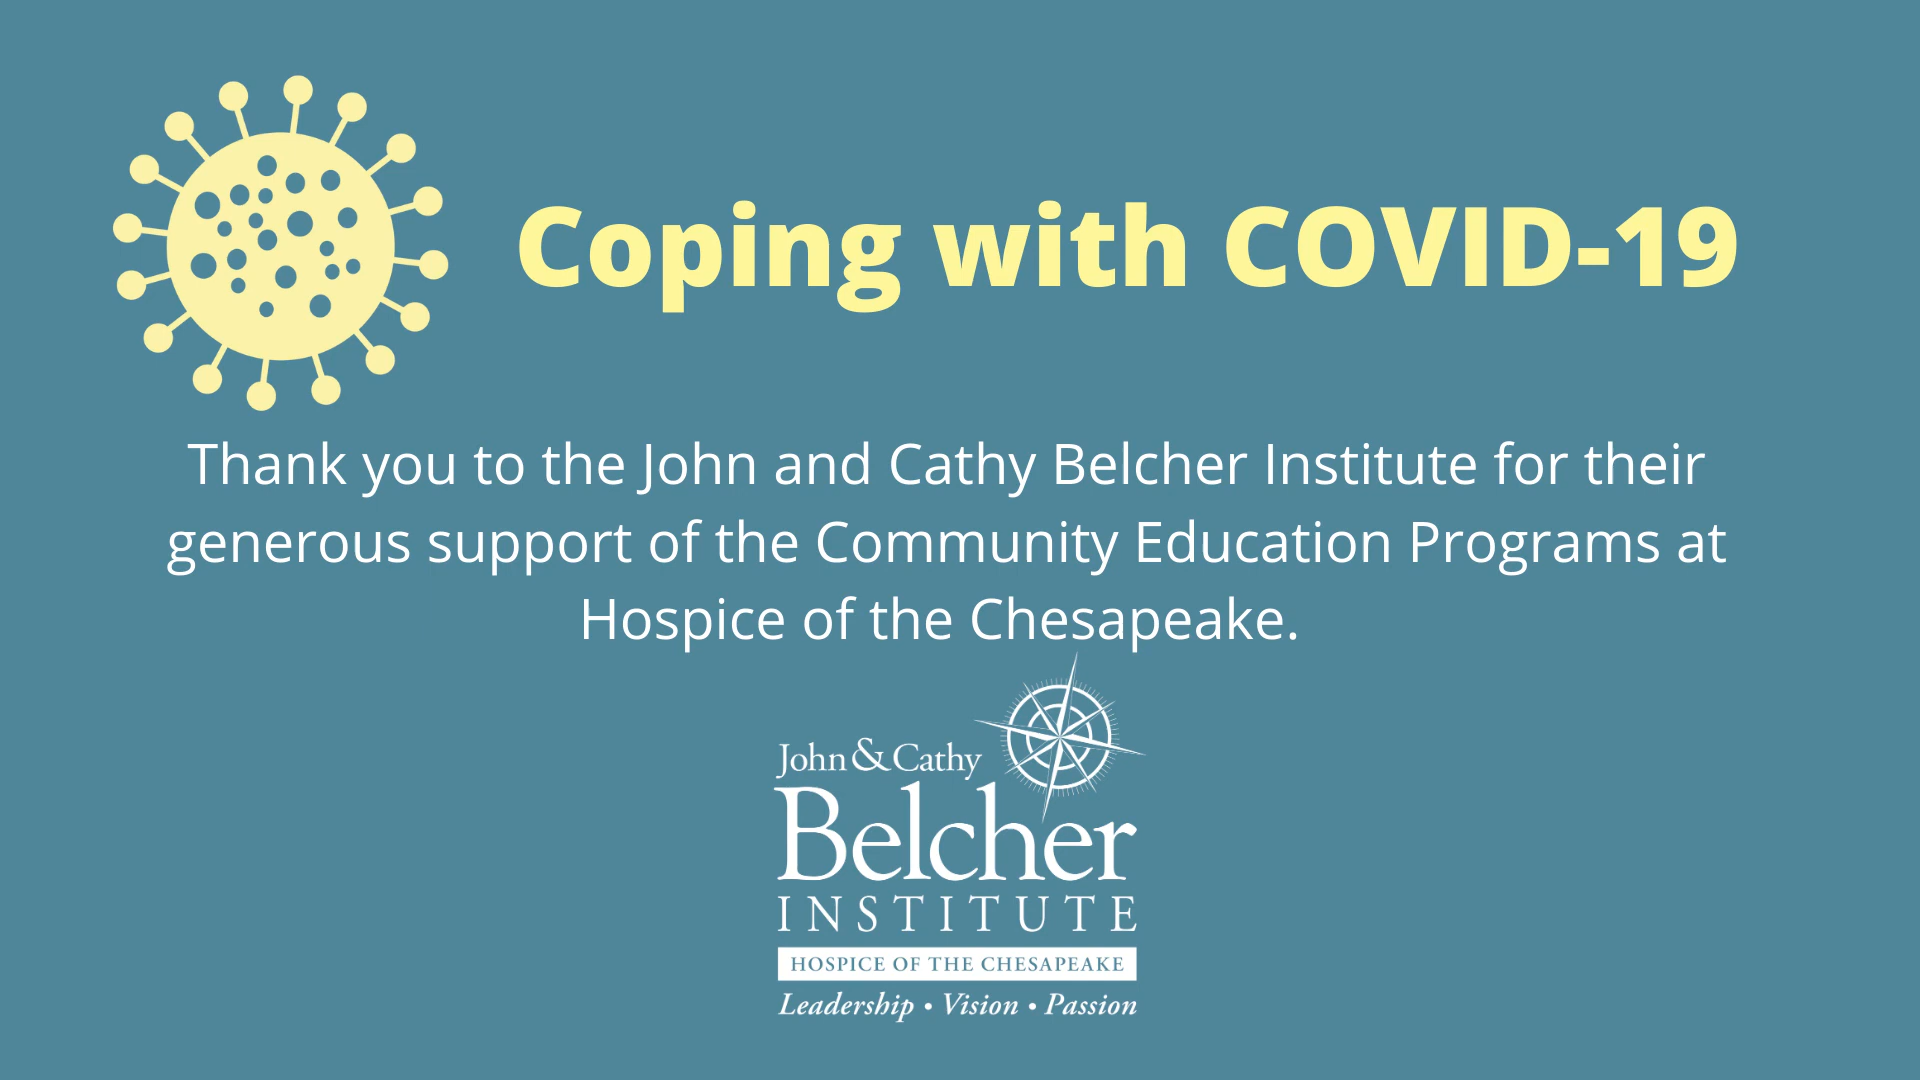 Coping with COVID-19
Thank you to the John and Cathy Belcher Institute for their
generous support of the Community Education Programs at
Hospice of the Chesapeake.
John & Cathy
Belcher
INSTITUTE
HOSPICE OF THE CHESAPEAKE
Leadership • Vision • Passion